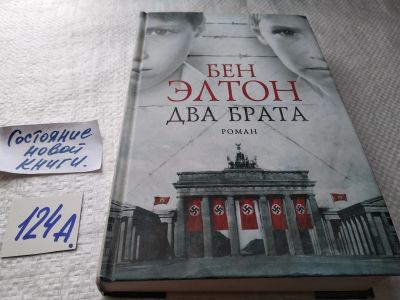 БЕН
ЭЛТОН
ДВА БРАТА
РОМАН
Состояние
новой
книги.
124А.